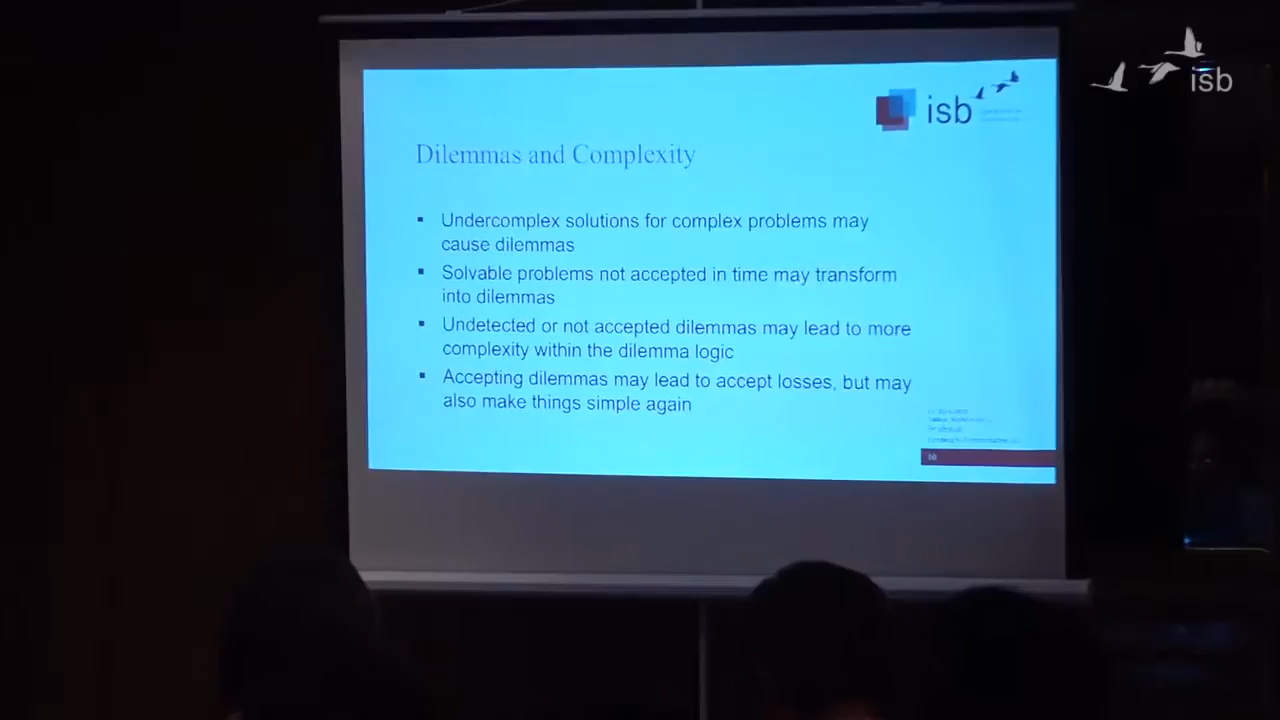 isb
isb
Dilemmas and Complexity
▪ Undercomplex solutions for complex problems may
cause dilemmas
▪ Solvable problems not accepted in time may transform
into dilemmas
▪ Undetected or not accepted dilemmas may lead to more
complexity within the dilemma logic
▪ Accepting dilemmas may lead to accept losses, but may
also make things simple again
10